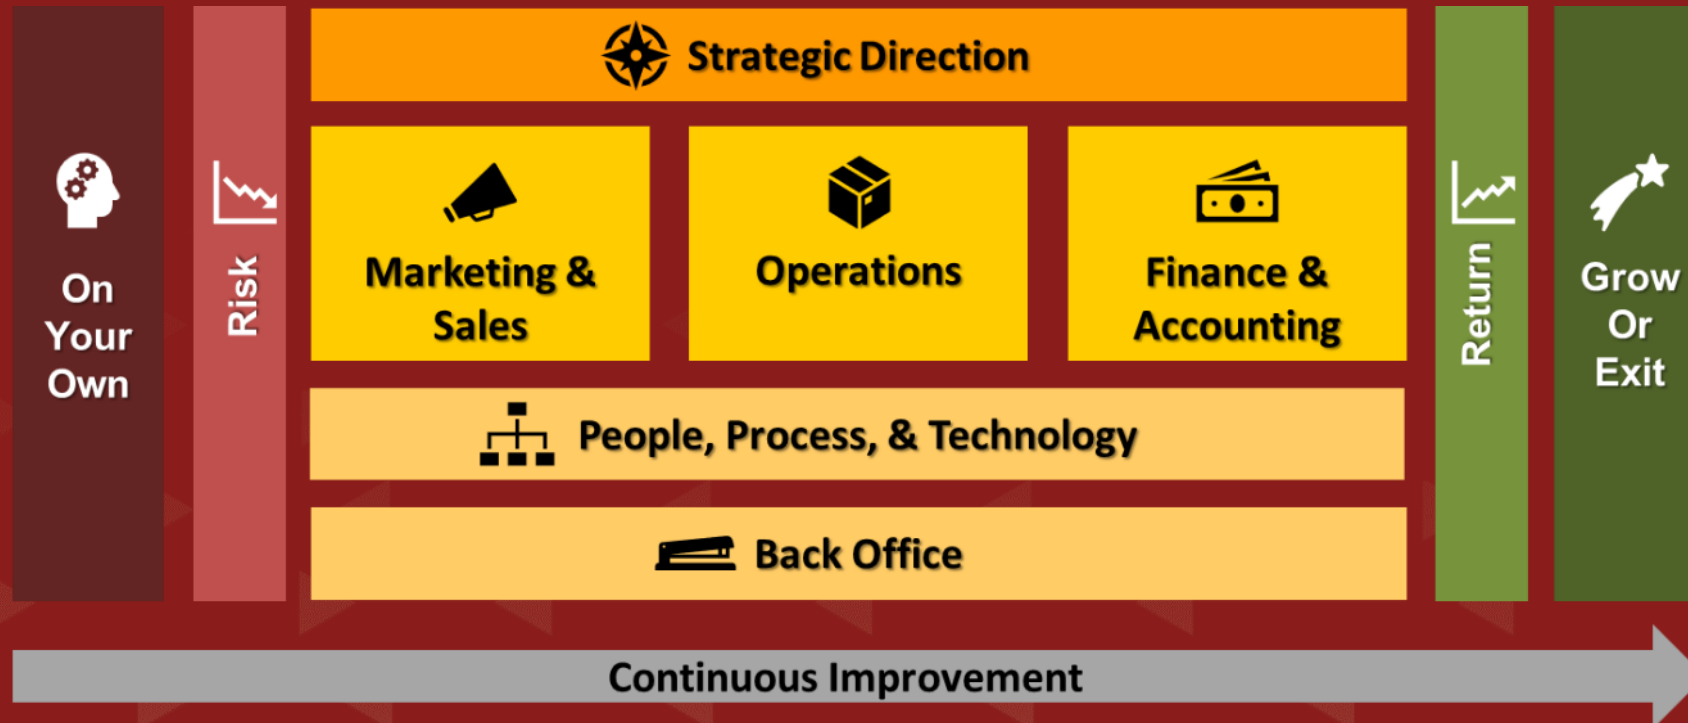 On
Your
Own
Risk
Strategic Direction
Marketing &
Sales
Operations
Finance &
Accounting
People, Process, & Technology
Back Office
Return
Grow
Or
Exit
Continuous Improvement